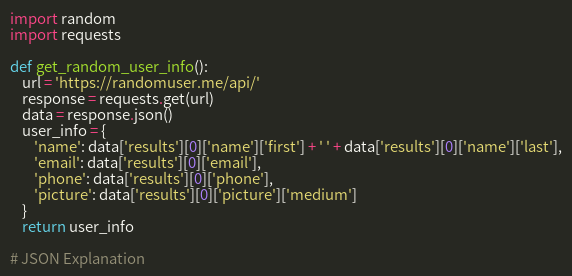 import random
import requests

def get_random_user_info():
    url = 'https://randomuser.me/api/'
    response = requests.get(url)
    data = response.json()
    user_info = {
        'name': data['results'][0]['name']['first'] + ' ' + data['results'][0]['name']['last'],
        'email': data['results'][0]['email'],
        'phone': data['results'][0]['phone'],
        'picture': data['results'][0]['picture']['medium']
    }
    return user_info

# JSON Explanation